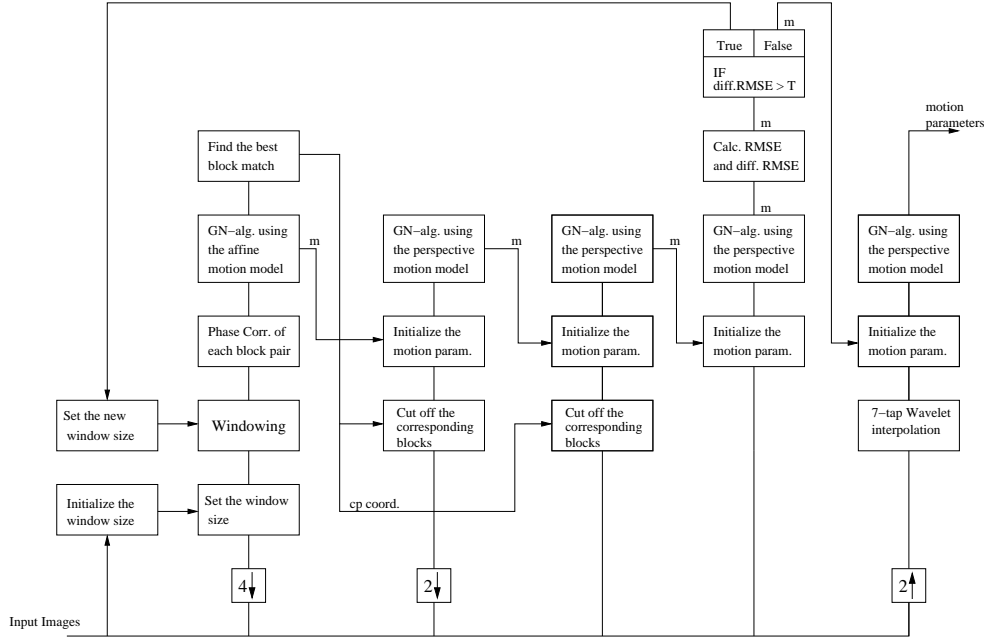 m
True
False
IF
diff.RMSE > T
motion
parameters
m
Find the best
block match
Calc. RMSE
and diff. RMSE
m
GN−alg. using
the affine
motion model
m
GN−alg. using
the perspective
motion model
m
GN−alg. using
the perspective
motion model
m
GN−alg. using
the perspective
motion model
GN−alg. using
the perspective
motion model
Phase Corr. of
each block pair
Initialize the
motion param.
Initialize the
motion param.
Initialize the
motion param.
Initialize the
motion param.
Set the new
window size
Windowing
Cut off the
corresponding
blocks
Cut off the
corresponding
blocks
7−tap Wavelet
interpolation
Initialize the
window size
Set the window
size
cp coord.
4
2
2
Input Images